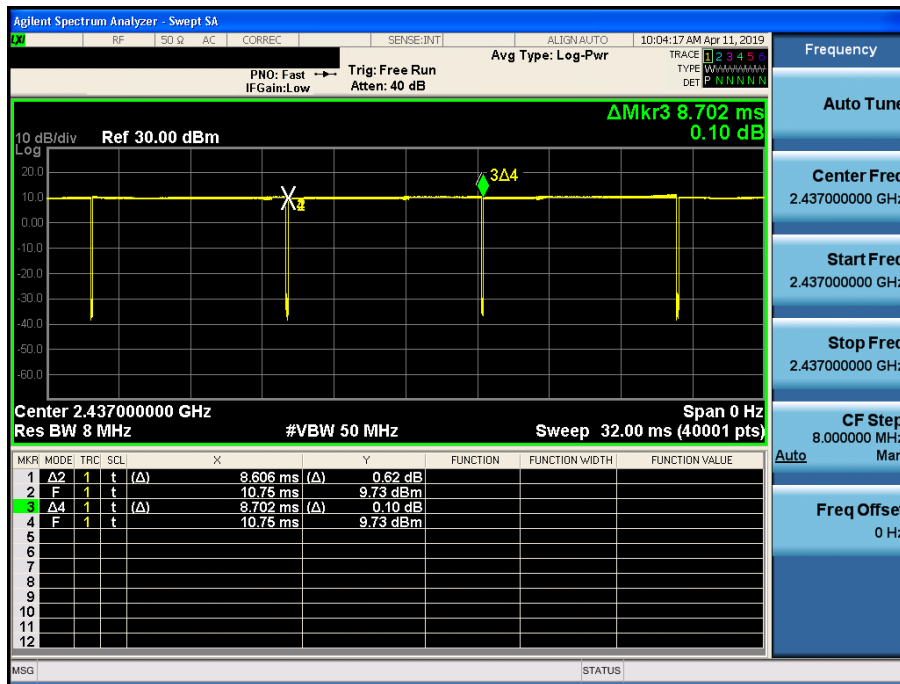 Agilent Spectrum Analyzer - Swept SA
LXI RF 50 Ω AC CORREC SENSE:INT ALIGN AUTO 10:04:17 AM Apr 11, 2019
PNO: Fast
IFGain:Low
Trig: Free Run
Atten: 40 dB
Avg Type: Log-Pwr
TRACE 1 2 3 4 5 6
TYPE WWWWWW
DET P N N N N N
ΔMkr3 8.702 ms
0.10 dB
10 dB/div Ref 30.00 dBm
Log
20.0
10.0
0.00
-10.0
-20.0
-30.0
-40.0
-50.0
-60.0
3Δ4
Center 2.437000000 GHz Span 0 Hz
Res BW 8 MHz #VBW 50 MHz Sweep 32.00 ms (40001 pts)
MKR MODE TRC SCL X Y FUNCTION FUNCTION WIDTH FUNCTION VALUE
1 Δ2 1 t (Δ) 8.606 ms (Δ) 0.62 dB
2 F 1 t 10.75 ms 9.73 dBm
3 Δ4 1 t (Δ) 8.702 ms (Δ) 0.10 dB
4 F 1 t 10.75 ms 9.73 dBm
5
6
7
8
9
10
11
12
MSG STATUS
Frequency
Auto Tune
Center Freq
2.437000000 GHz
Start Freq
2.437000000 GHz
Stop Freq
2.437000000 GHz
CF Step
8.000000 MHz
Auto Man
Freq Offset
0 Hz